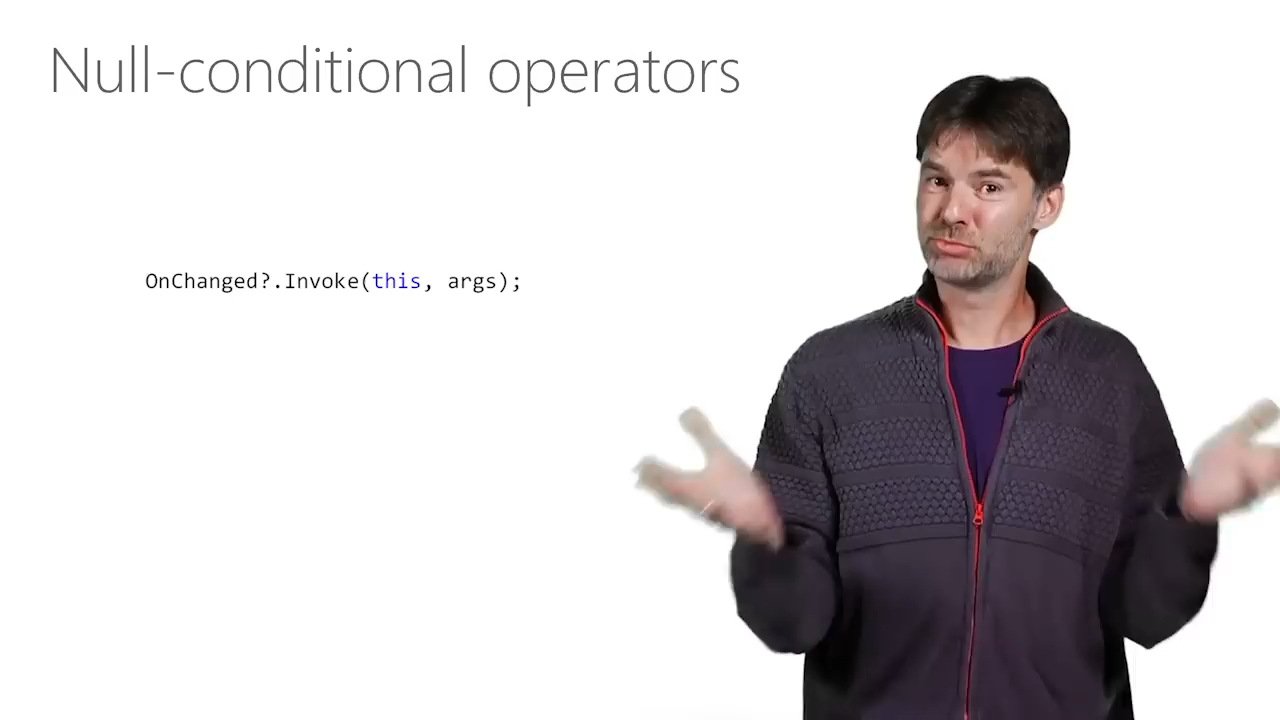 Null-conditional operators
OnChanged?.Invoke(this, args);